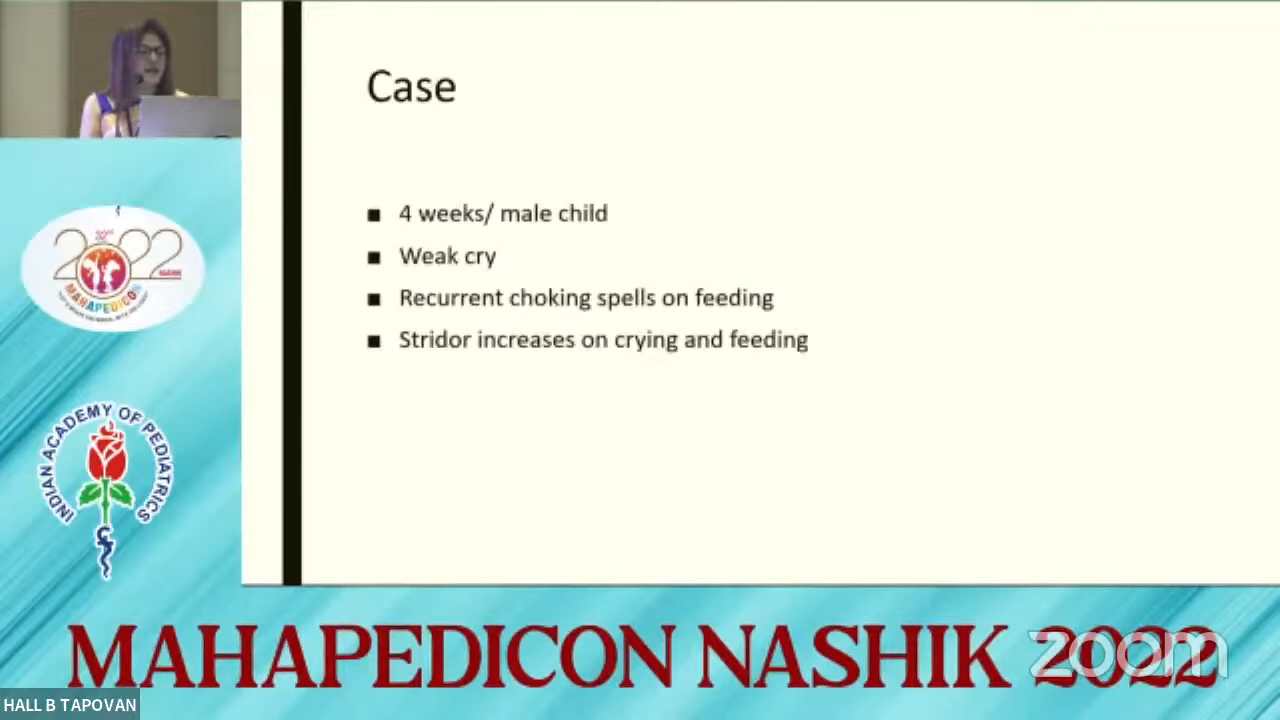 Case
4 weeks/ male child
Weak cry
Recurrent choking spells on feeding
Stridor increases on crying and feeding
2022
NASHIK
MAHAPEDICON
INDIAN ACADEMY OF PEDIATRICS
MAHAPEDICON NASHIK 2022
zoom
HALL B TAPOVAN